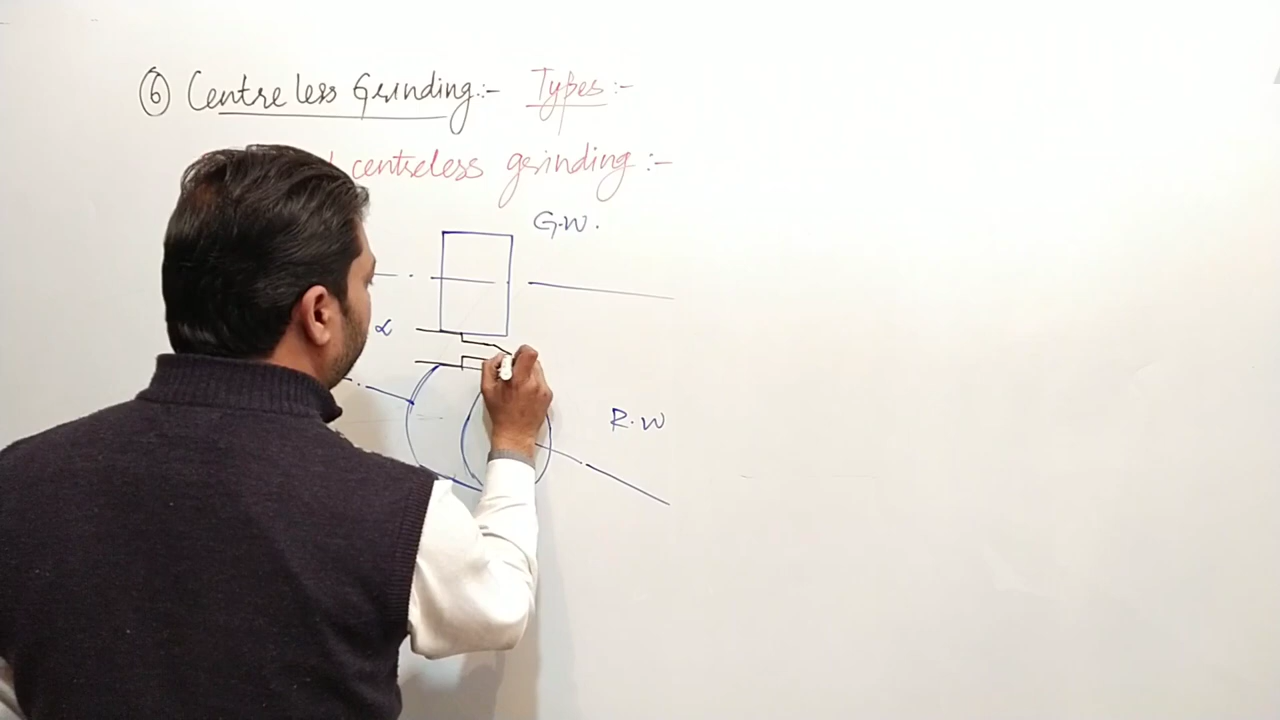 ⑥ Centre less Grinding :- Types :-
centreless grinding :-
G.W.
α
R.W